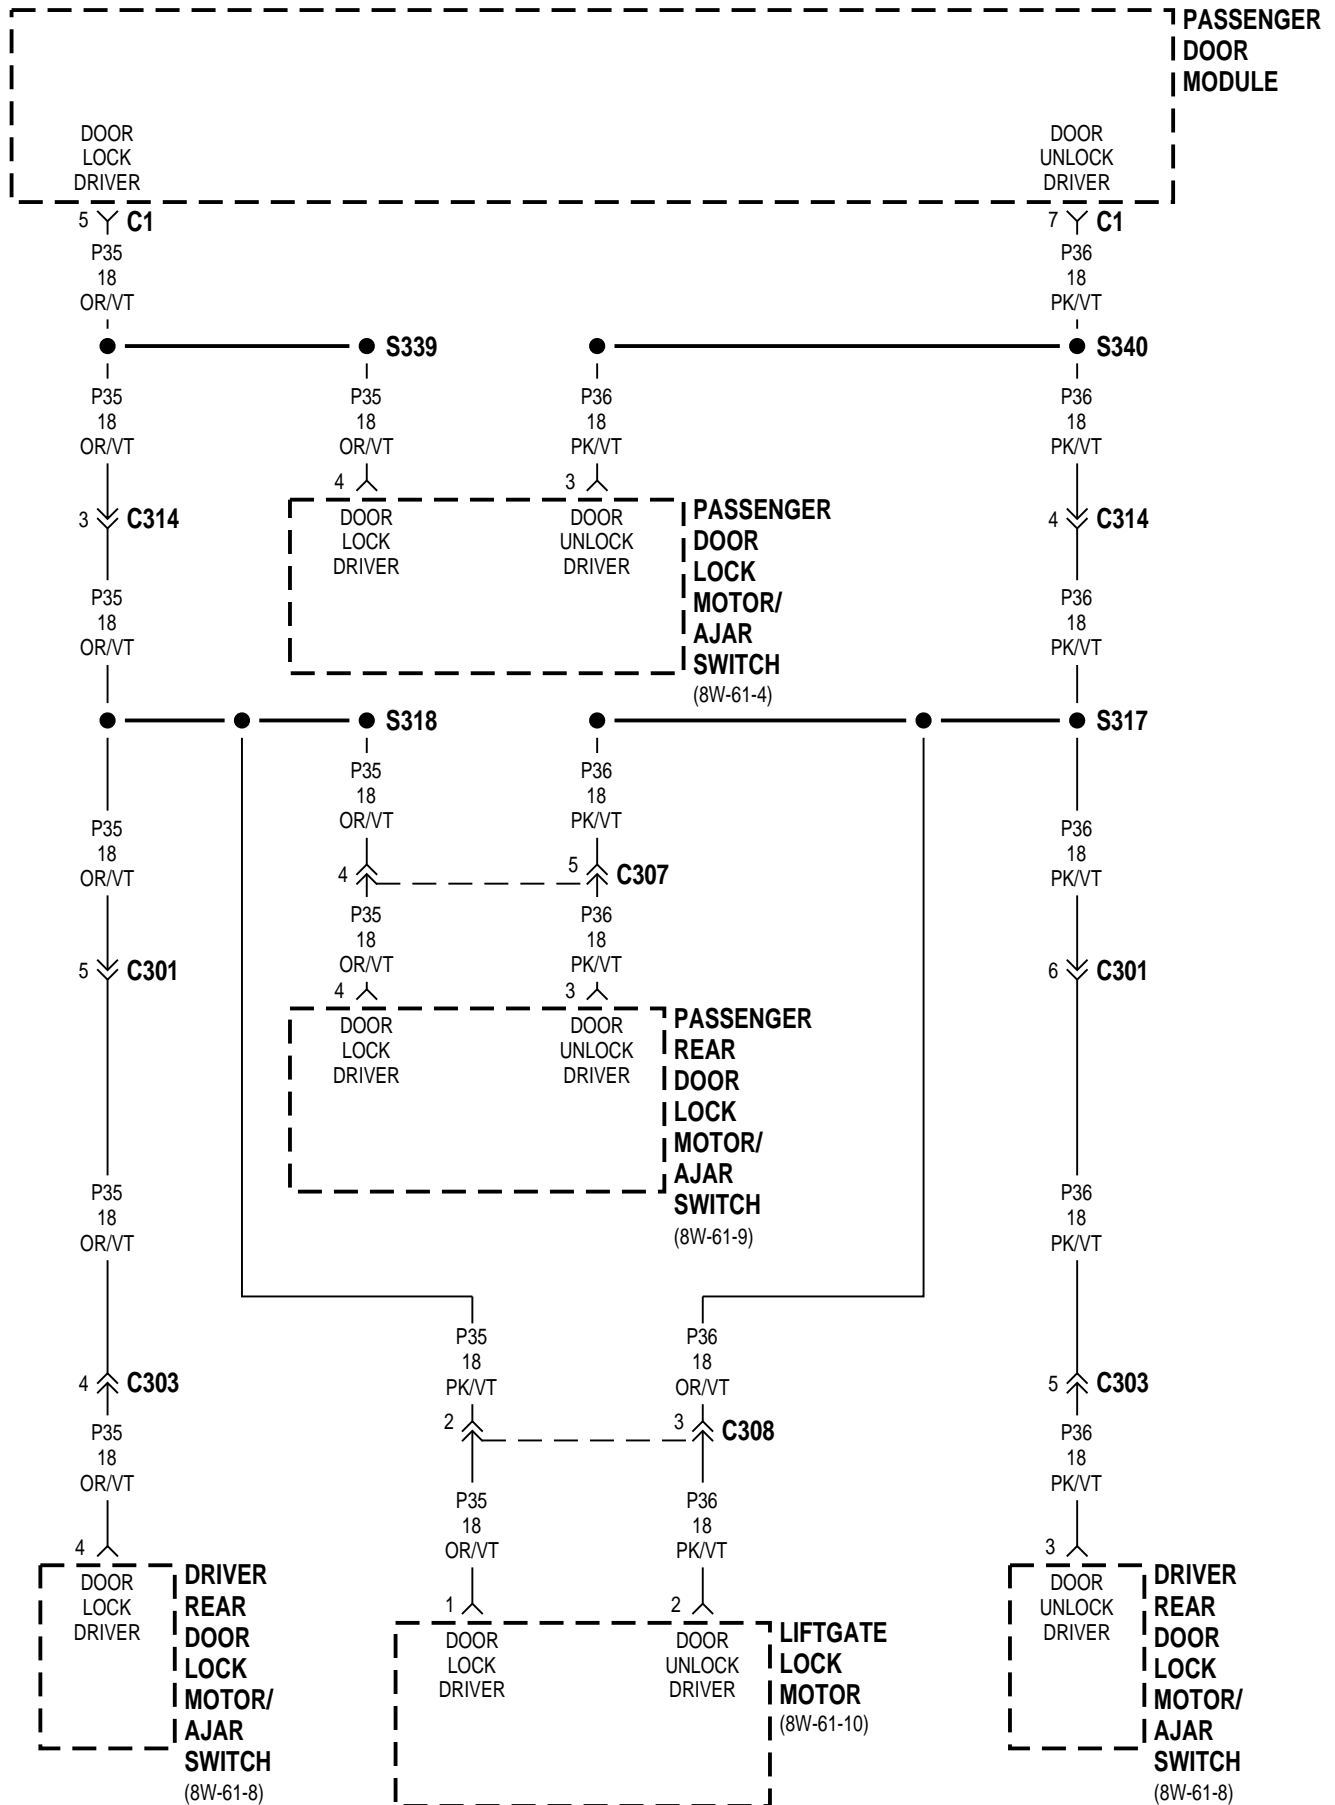 PASSENGER
DOOR
MODULE
DOOR
LOCK
DRIVER
DOOR
UNLOCK
DRIVER
5 C1
7 C1
P35
18
OR/VT
P36
18
PK/VT
S339
S340
P35
18
OR/VT
P35
18
OR/VT
P36
18
PK/VT
P36
18
PK/VT
4
3
3 C314
4 C314
DOOR
LOCK
DRIVER
DOOR
UNLOCK
DRIVER
PASSENGER
DOOR
LOCK
MOTOR/
AJAR
SWITCH
(8W-61-4)
P35
18
OR/VT
P36
18
PK/VT
S318
S317
P35
18
OR/VT
P36
18
PK/VT
P35
18
OR/VT
P36
18
PK/VT
4
5 C307
P35
18
OR/VT
P36
18
PK/VT
5 C301
6 C301
4
3
DOOR
LOCK
DRIVER
DOOR
UNLOCK
DRIVER
PASSENGER
REAR
DOOR
LOCK
MOTOR/
AJAR
SWITCH
(8W-61-9)
P35
18
OR/VT
P36
18
PK/VT
P35
18
PK/VT
P36
18
OR/VT
4 C303
5 C303
2
3 C308
P35
18
OR/VT
P36
18
PK/VT
P35
18
OR/VT
P36
18
PK/VT
4
3
DOOR
LOCK
DRIVER
DRIVER
REAR
DOOR
LOCK
MOTOR/
AJAR
SWITCH
(8W-61-8)
1
2
DOOR
LOCK
DRIVER
DOOR
UNLOCK
DRIVER
LIFTGATE
LOCK
MOTOR
(8W-61-10)
DOOR
UNLOCK
DRIVER
DRIVER
REAR
DOOR
LOCK
MOTOR/
AJAR
SWITCH
(8W-61-8)